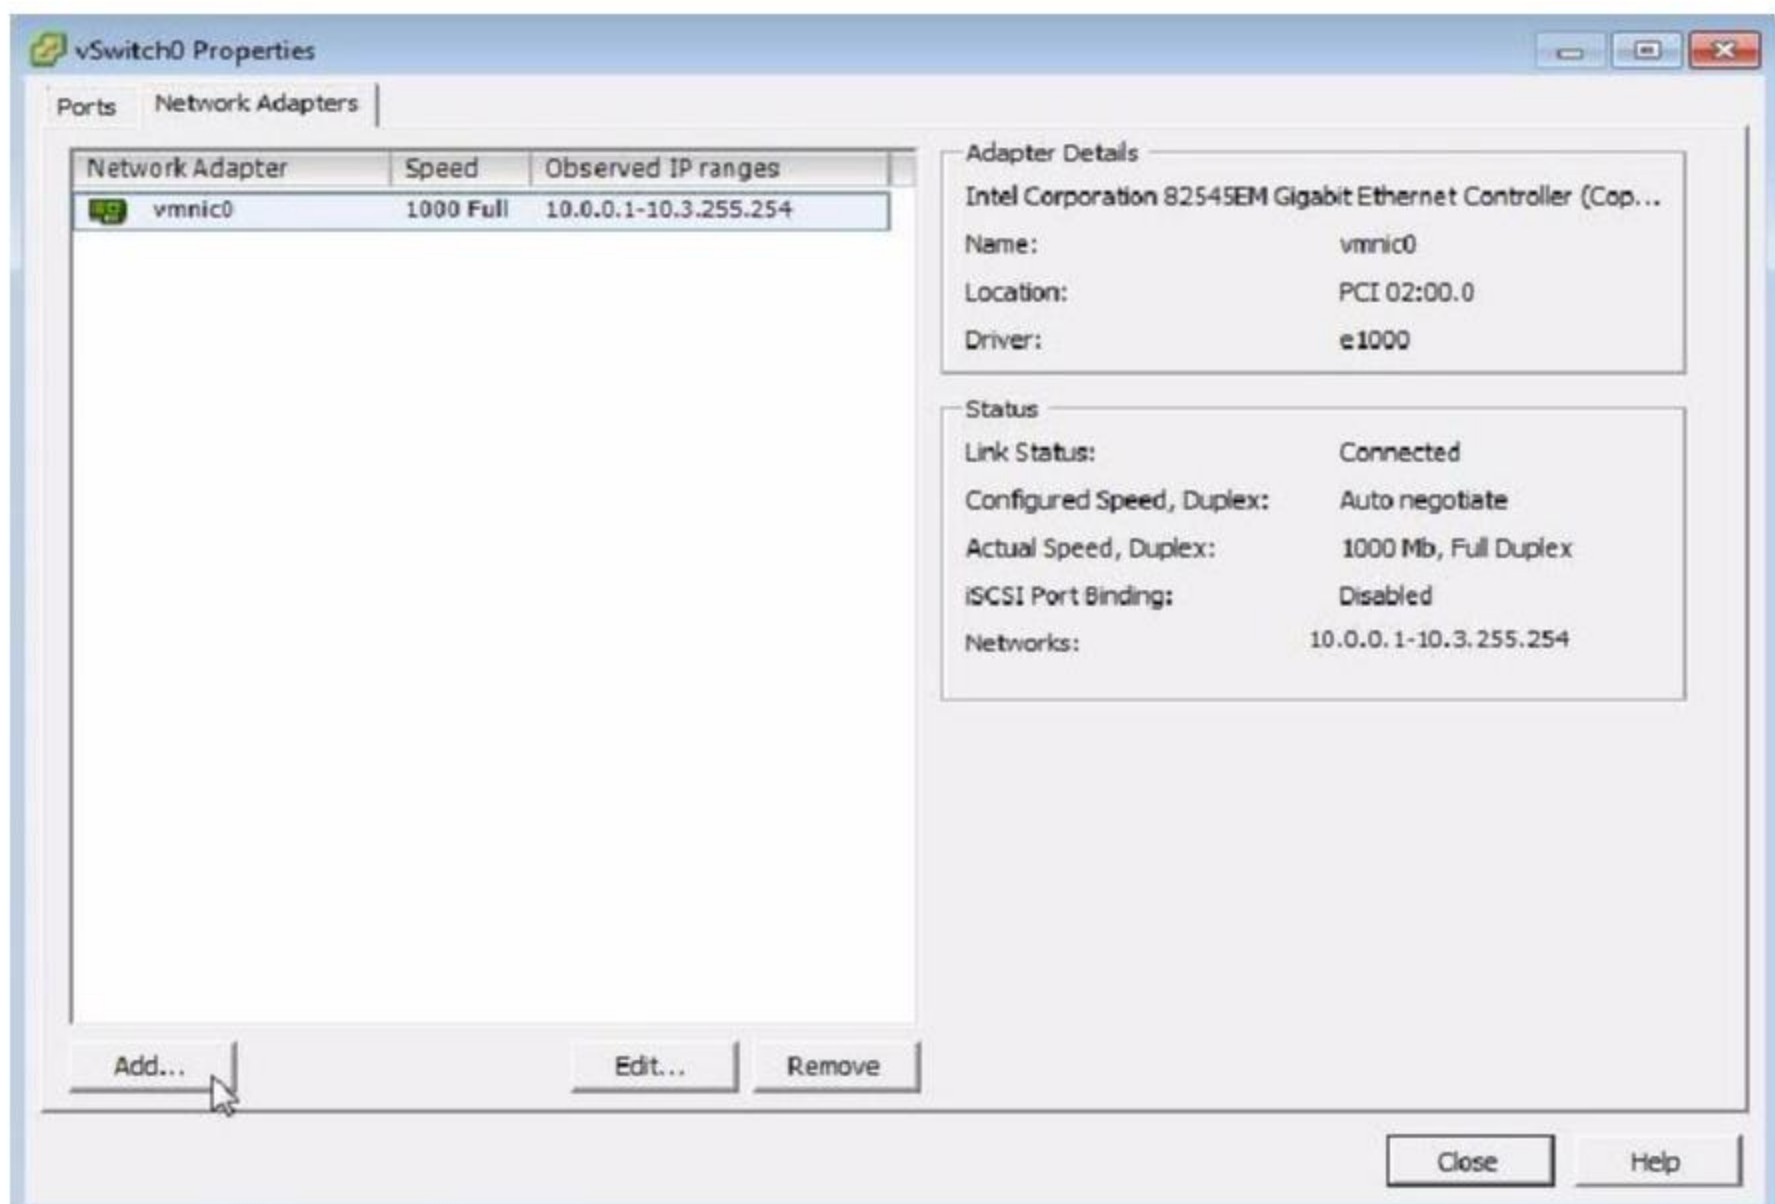 vSwitch0 Properties
Ports Network Adapters
Network Adapter Speed Observed IP ranges
vmnic0 1000 Full 10.0.0.1-10.3.255.254
Adapter Details
Intel Corporation 82545EM Gigabit Ethernet Controller (Cop...
Name: vmnic0
Location: PCI 02:00.0
Driver: e1000
Status
Link Status: Connected
Configured Speed, Duplex: Auto negotiate
Actual Speed, Duplex: 1000 Mb, Full Duplex
iSCSI Port Binding: Disabled
Networks: 10.0.0.1-10.3.255.254
Add... Edit... Remove
Close Help